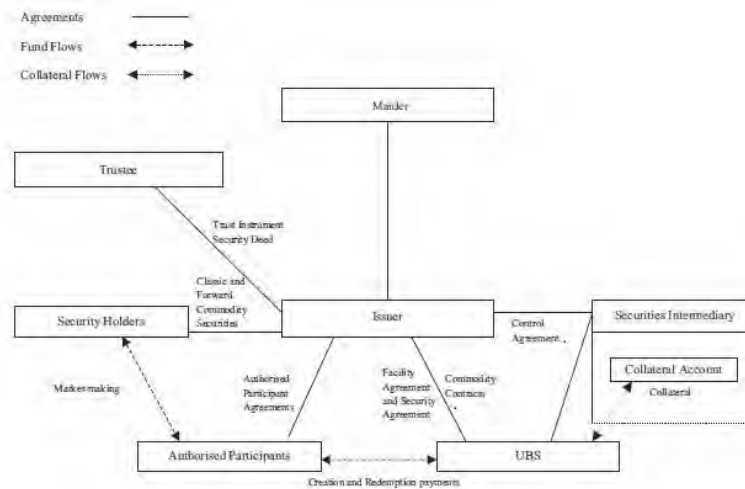 Agreements
Fund Flows
Collateral Flows
Trustee
Trust Instrument
Security Deed
Classic and
Forward
Commodity
Securities
Security Holders
Issuer
Control
Agreement
Securities Intermediary
Collateral Account
Collateral
Market-making
Authorised
Participant
Agreements
Facility
Agreement
and Security
Agreement
Commodity
Contracts
Authorised Participants
UBS
Creation and Redemption payments